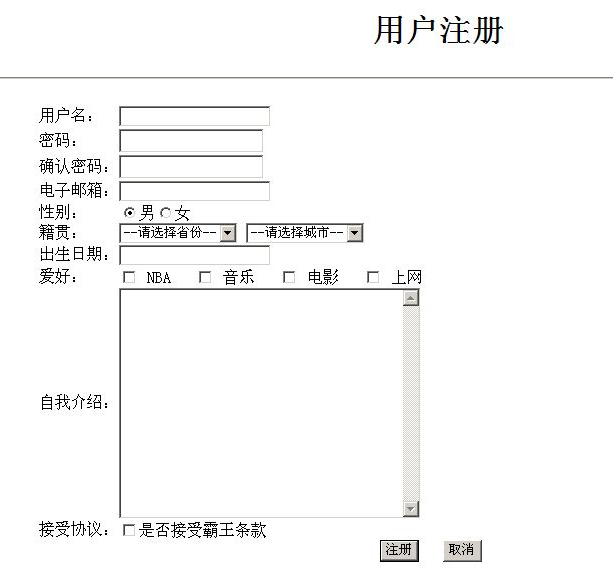 用户注册
用户名：
密码：
确认密码：
电子邮箱：
性别： 男 女
籍贯： --请选择省份-- --请选择城市--
出生日期：
爱好： NBA 音乐 电影 上网
自我介绍：
接受协议： 是否接受霸王条款
注册 取消